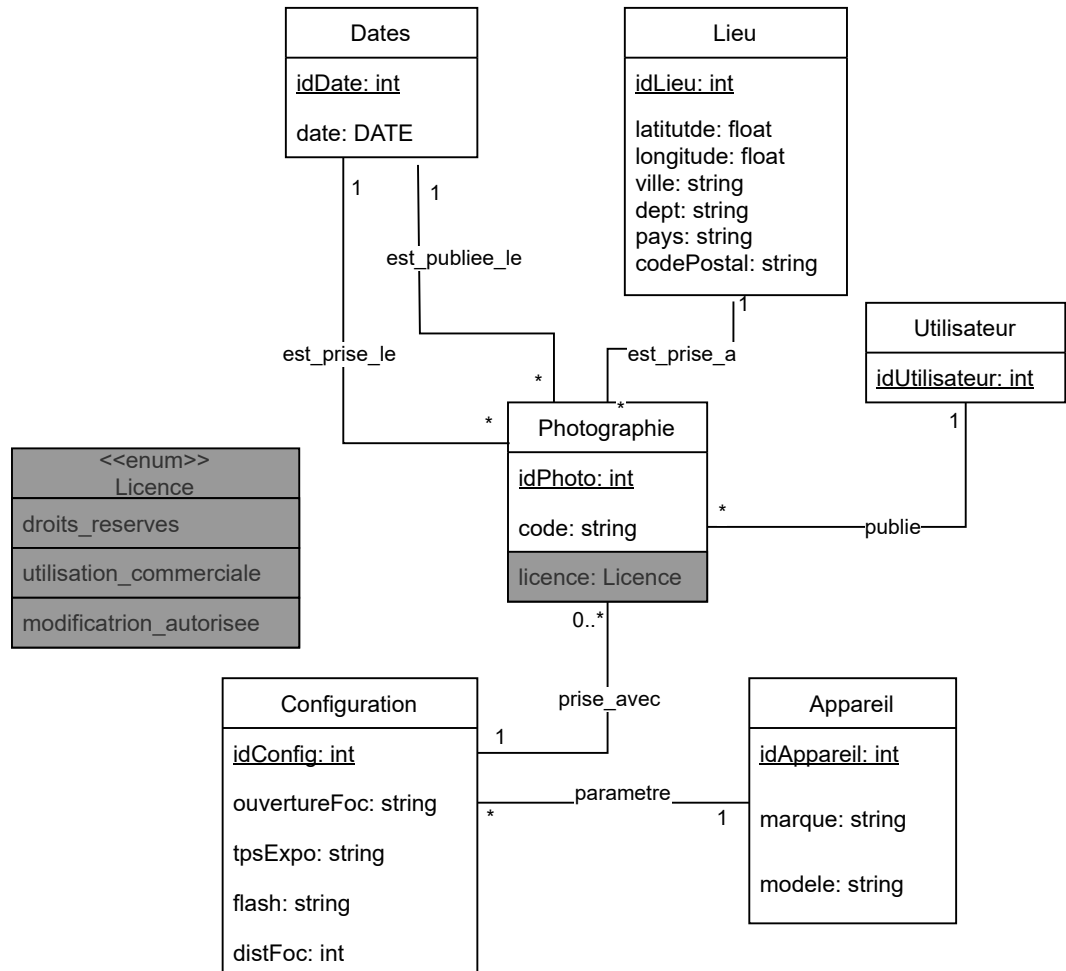 Dates
idDate: int
date: DATE
Lieu
idLieu: int
latitutde: float
longitude: float
ville: string
dept: string
pays: string
codePostal: string
1
1
est_publiee_le
est_prise_le
1
est_prise_a
*
*
*
Utilisateur
idUtilisateur: int
1
Photographie
idPhoto: int
code: string
licence: Licence
*
publie
<<enum>>
Licence
droits_reserves
utilisation_commerciale
modificatrion_autorisee
0..*
prise_avec
1
Configuration
idConfig: int
ouvertureFoc: string
tpsExpo: string
flash: string
distFoc: int
parametre
*
1
Appareil
idAppareil: int
marque: string
modele: string